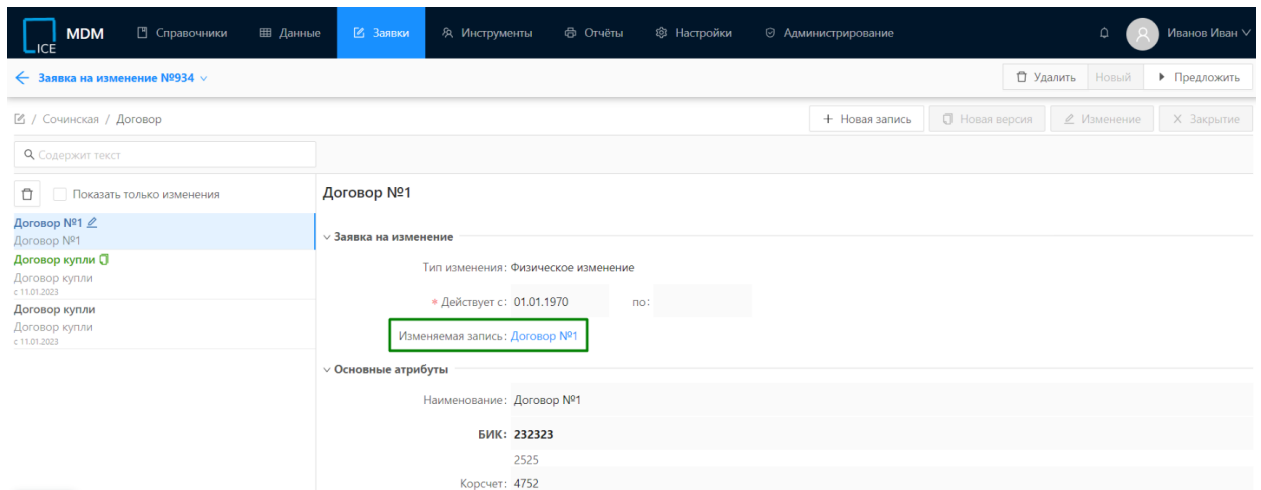 ICE MDM Справочники Данные Заявки Инструменты Отчёты Настройки Администрирование Иванов Иван
Заявка на изменение №934 Удалить Новый Предложить
/ Сочинская / Договор + Новая запись Новая версия Изменение X Закрытие
Содержит текст
Показать только изменения
Договор №1
Договор №1
Договор купли
Договор купли
с 11.01.2023
Договор купли
Договор купли
с 11.01.2023
Договор №1
Заявка на изменение
Тип изменения: Физическое изменение
* Действует с: 01.01.1970 по:
Изменяемая запись: Договор №1
Основные атрибуты
Наименование: Договор №1
БИК: 232323
2525
Корсчет: 4752